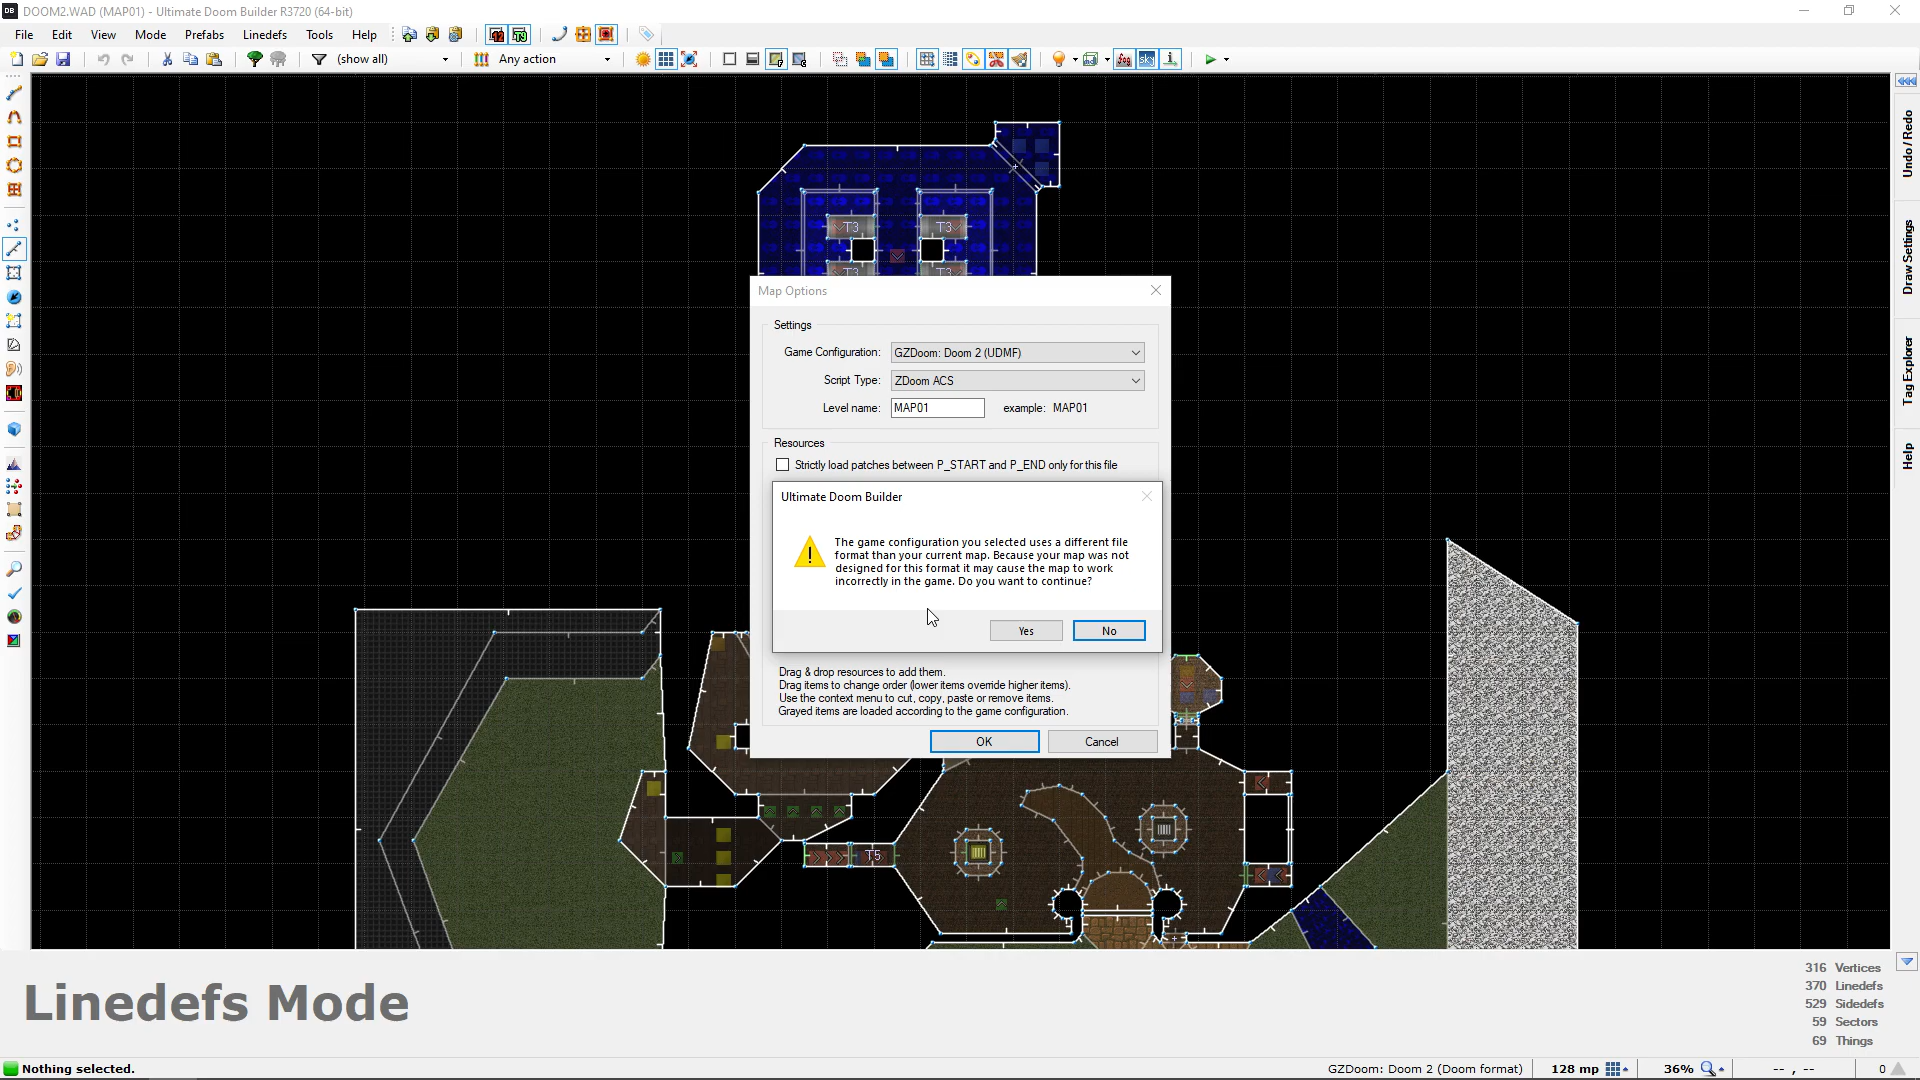 DOOM2.WAD (MAP01) - Ultimate Doom Builder R3720 (64-bit)
File Edit View Mode Prefabs Linedefs Tools Help
(show all) Any action
Undo / Redo
Draw Settings
Tag Explorer
Help
T3 T3
T3 T3
Map Options
Settings
Game Configuration: GZDoom: Doom 2 (UDMF)
Script Type: ZDoom ACS
Level name: MAP01 example: MAP01
Resources
Strictly load patches between P_START and P_END only for this file
Ultimate Doom Builder
The game configuration you selected uses a different file
format than your current map. Because your map was not
designed for this format it may cause the map to work
incorrectly in the game. Do you want to continue?
Yes No
Drag & drop resources to add them.
Drag items to change order (lower items override higher items).
Use the context menu to cut, copy, paste or remove items.
Grayed items are loaded according to the game configuration.
OK Cancel
T5
Linedefs Mode
316 Vertices
370 Linedefs
529 Sidedefs
59 Sectors
69 Things
Nothing selected. GZDoom: Doom 2 (Doom format) 128 mp 36% -- , -- 0